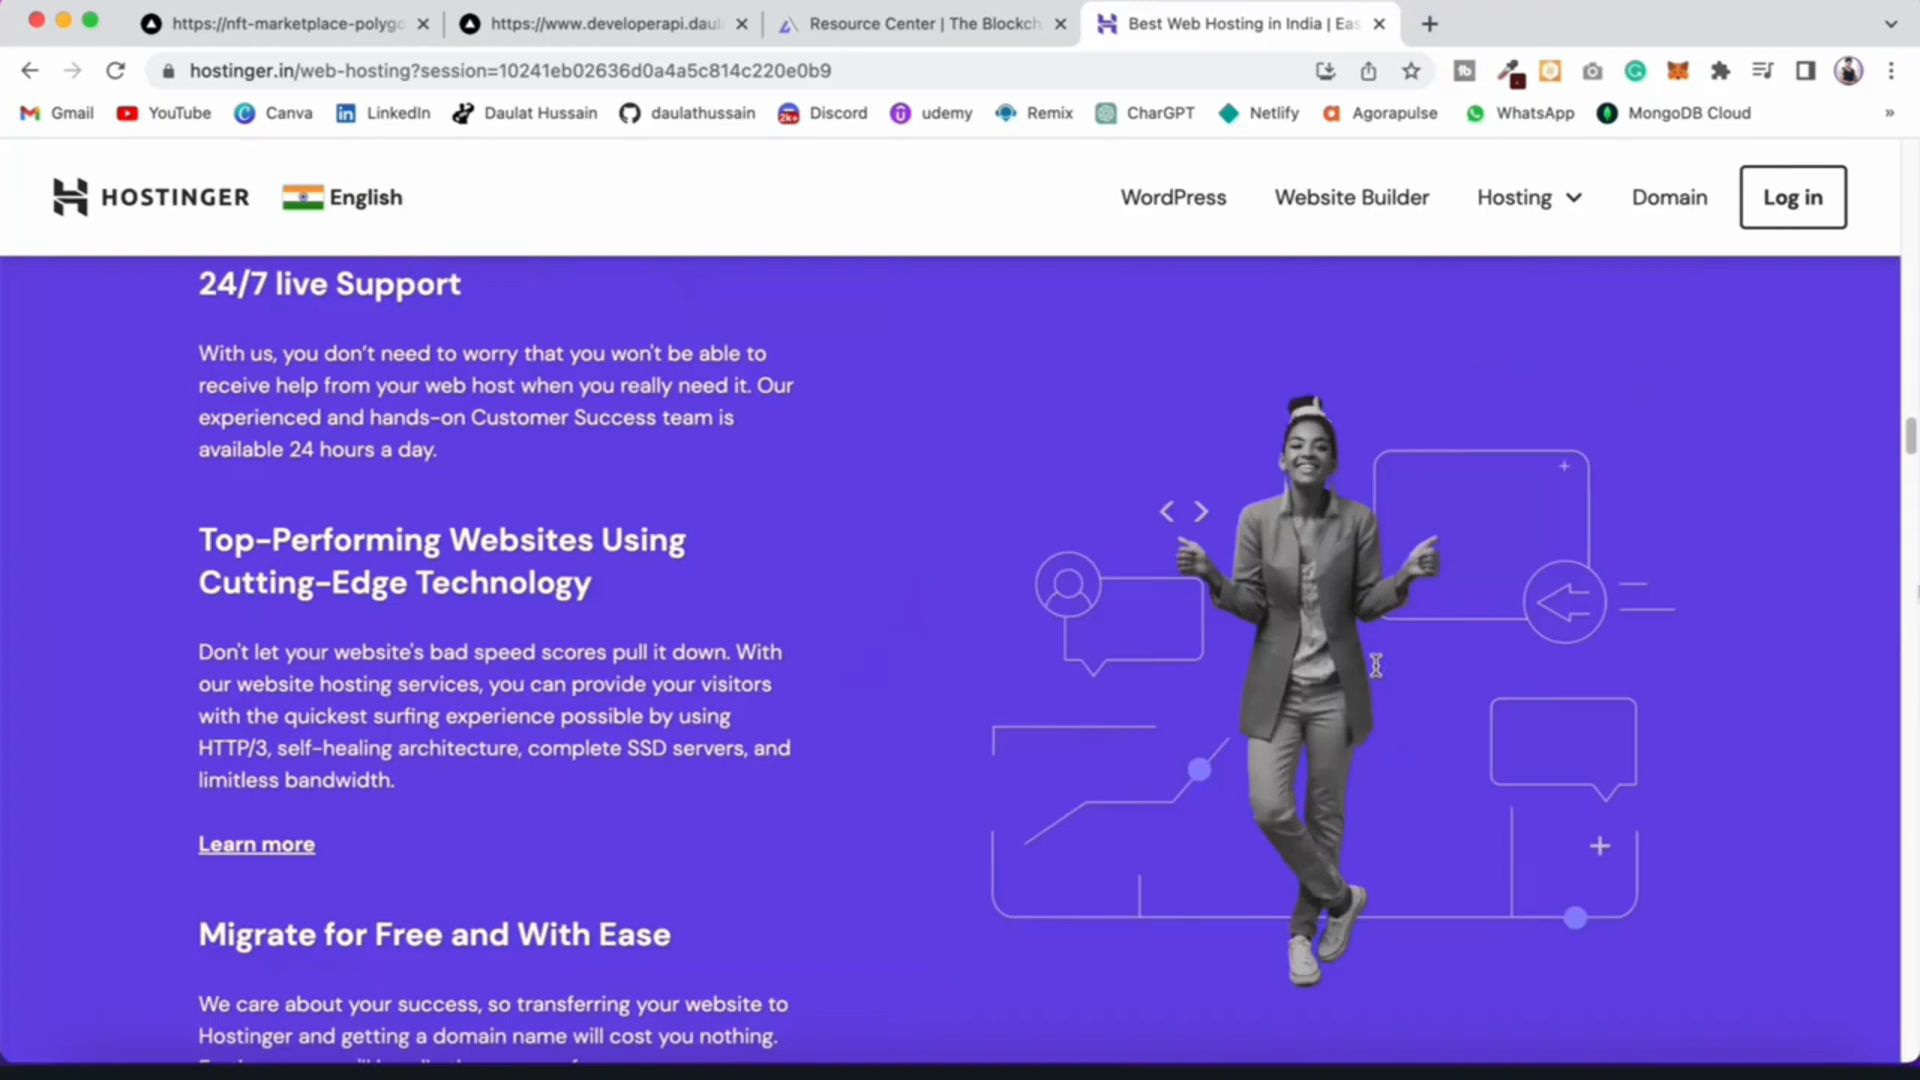 https://nft-marketplace-polygo
https://www.developerapi.daul
Resource Center | The Blockch
Best Web Hosting in India | Eas
hostinger.in/web-hosting?session=10241eb02636d0a4a5c814c220e0b9
Gmail
YouTube
Canva
LinkedIn
Daulat Hussain
daulathussain
Discord
udemy
Remix
CharGPT
Netlify
Agorapulse
WhatsApp
MongoDB Cloud
HOSTINGER
English
WordPress
Website Builder
Hosting
Domain
Log in
24/7 live Support
With us, you don’t need to worry that you won't be able to
receive help from your web host when you really need it. Our
experienced and hands-on Customer Success team is
available 24 hours a day.
Top-Performing Websites Using
Cutting-Edge Technology
Don't let your website's bad speed scores pull it down. With
our website hosting services, you can provide your visitors
with the quickest surfing experience possible by using
HTTP/3, self-healing architecture, complete SSD servers, and
limitless bandwidth.
Learn more
Migrate for Free and With Ease
We care about your success, so transferring your website to
Hostinger and getting a domain name will cost you nothing.